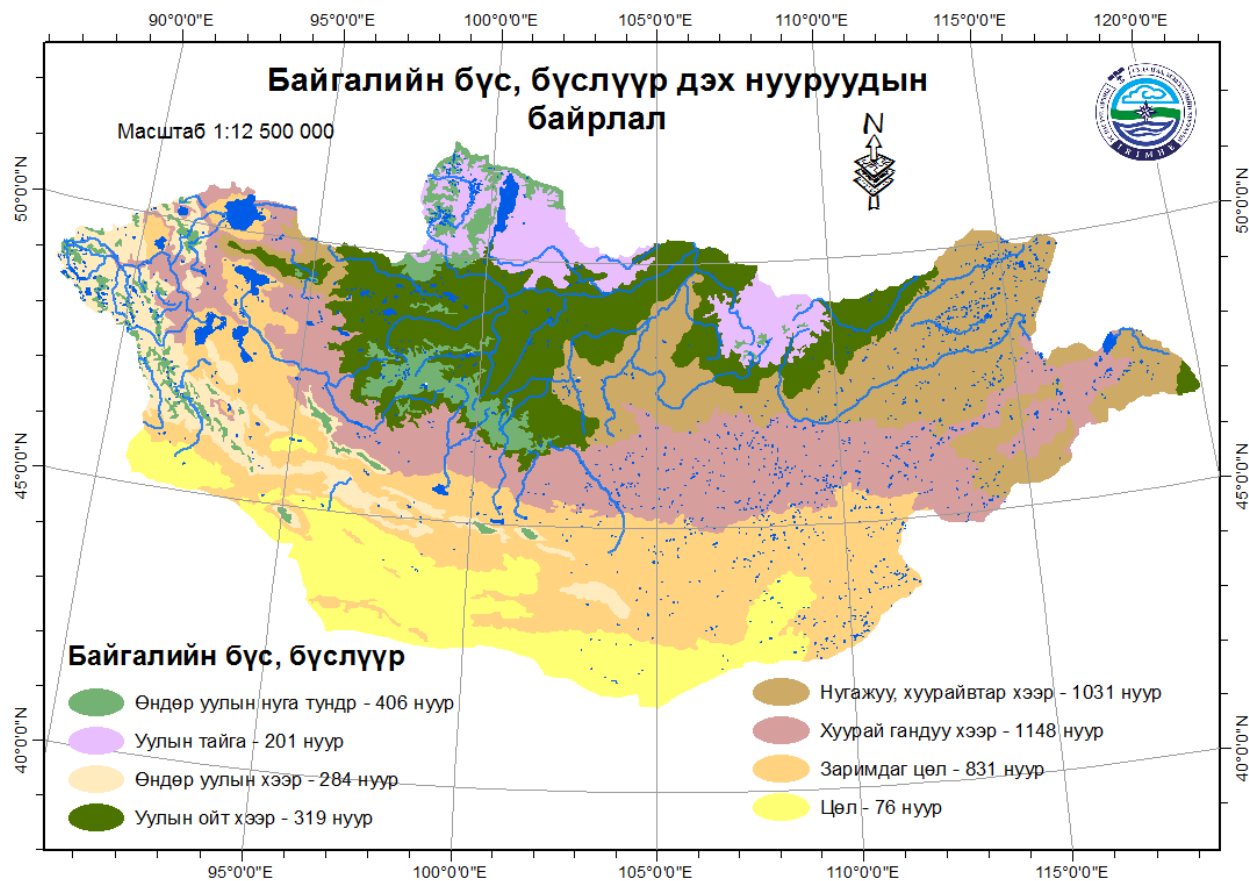 90°0'0"E 95°0'0"E 100°0'0"E 105°0'0"E 110°0'0"E 115°0'0"E 120°0'0"E
Байгалийн бүс, бүслүүр дэх нууруудын
байрлал
Масштаб 1:12 500 000
N
IRIMHE
50°0'0"N
50°0'0"N
45°0'0"N
45°0'0"N
40°0'0"N
40°0'0"N
Байгалийн бүс, бүслүүр
Өндөр уулын нуга тундр - 406 нуур
Уулын тайга - 201 нуур
Өндөр уулын хээр - 284 нуур
Уулын ойт хээр - 319 нуур
Нугажуу, хуурайвтар хээр - 1031 нуур
Хуурай гандуу хээр - 1148 нуур
Заримдаг цөл - 831 нуур
Цөл - 76 нуур
95°0'0"E 100°0'0"E 105°0'0"E 110°0'0"E 115°0'0"E